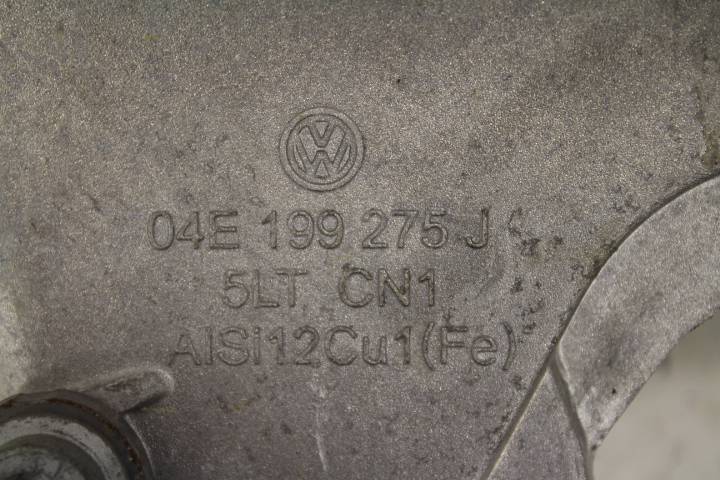 04E 199 275 J
5LT CN1
AlSi12Cu1(Fe)